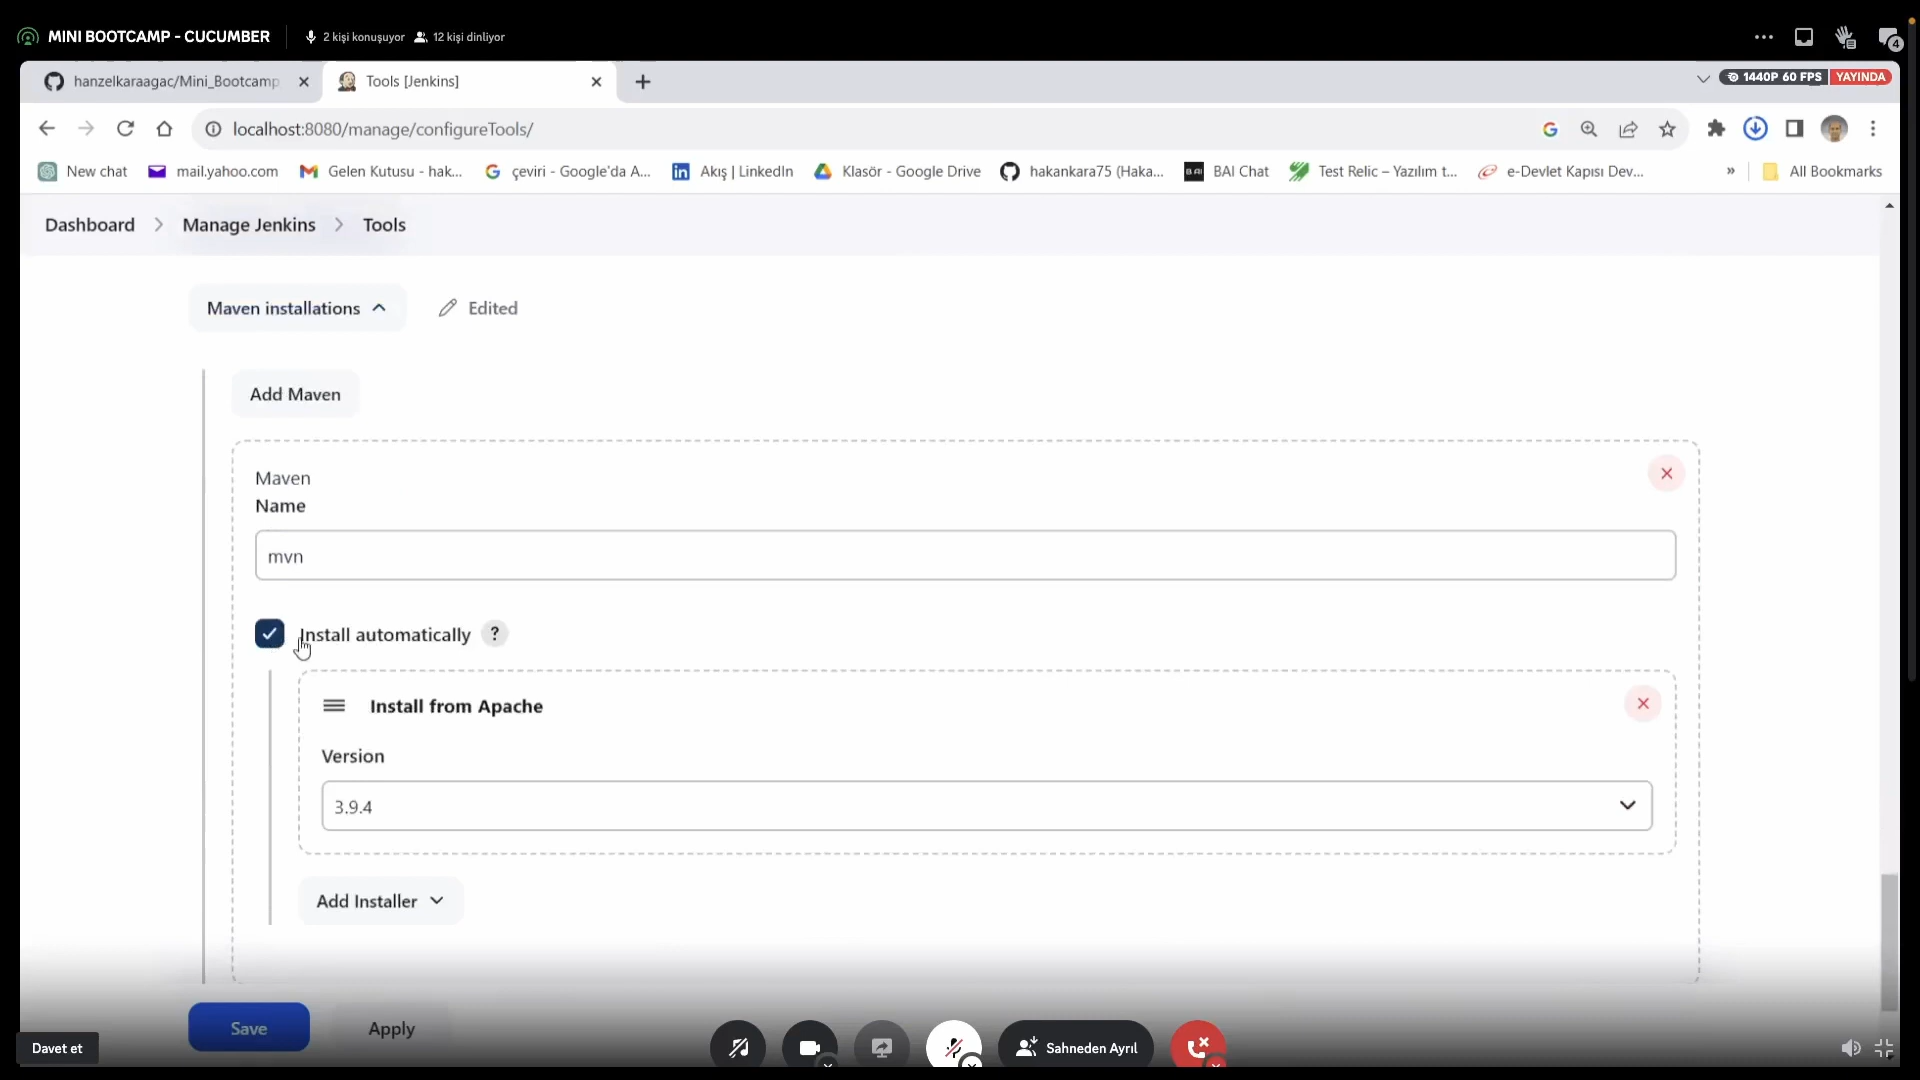 MINI BOOTCAMP - CUCUMBER
2 kişi konuşuyor
12 kişi dinliyor
4
hanzelkaraagac/Mini_Bootcamp
Tools [Jenkins]
1440P 60 FPS
YAYINDA
localhost:8080/manage/configureTools/
New chat
mail.yahoo.com
Gelen Kutusu - hak...
çeviri - Google'da A...
Akış | LinkedIn
Klasör - Google Drive
hakankara75 (Haka...
BAI
BAI Chat
Test Relic – Yazılım t...
e-Devlet Kapısı Dev...
»
All Bookmarks
Dashboard > Manage Jenkins > Tools
Maven installations
Edited
Add Maven
Maven
Name
mvn
Install automatically ?
Install from Apache
Version
3.9.4
Add Installer
Save
Apply
Davet et
Sahneden Ayrıl